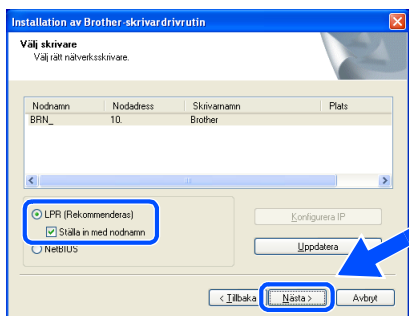 Installation av Brother-skrivardrivrutin
Välj skrivare
Välj rätt nätverksskrivare.
Nodnamn Nodadress Skrivarnamn Plats
BRN_ 10. Brother
LPR (Rekommenderas)
Ställa in med nodnamn
NetBIOS
Konfigurera IP
Uppdatera
< Tillbaka Nästa > Avbryt